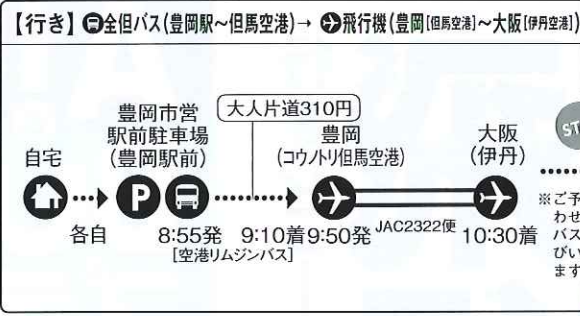 【行き】全但バス(豊岡駅～但馬空港)→ 飛行機(豊岡[但馬空港]～大阪[伊丹空港])
大人片道310円
豊岡市営
駅前駐車場
(豊岡駅前)
豊岡
(コウノトリ但馬空港)
大阪
(伊丹)
自宅
P
各自
8:55発
9:10着
9:50発
JAC2322便
10:30着
[空港リムジンバス]
※ご予
わせ
バス
びい
ます